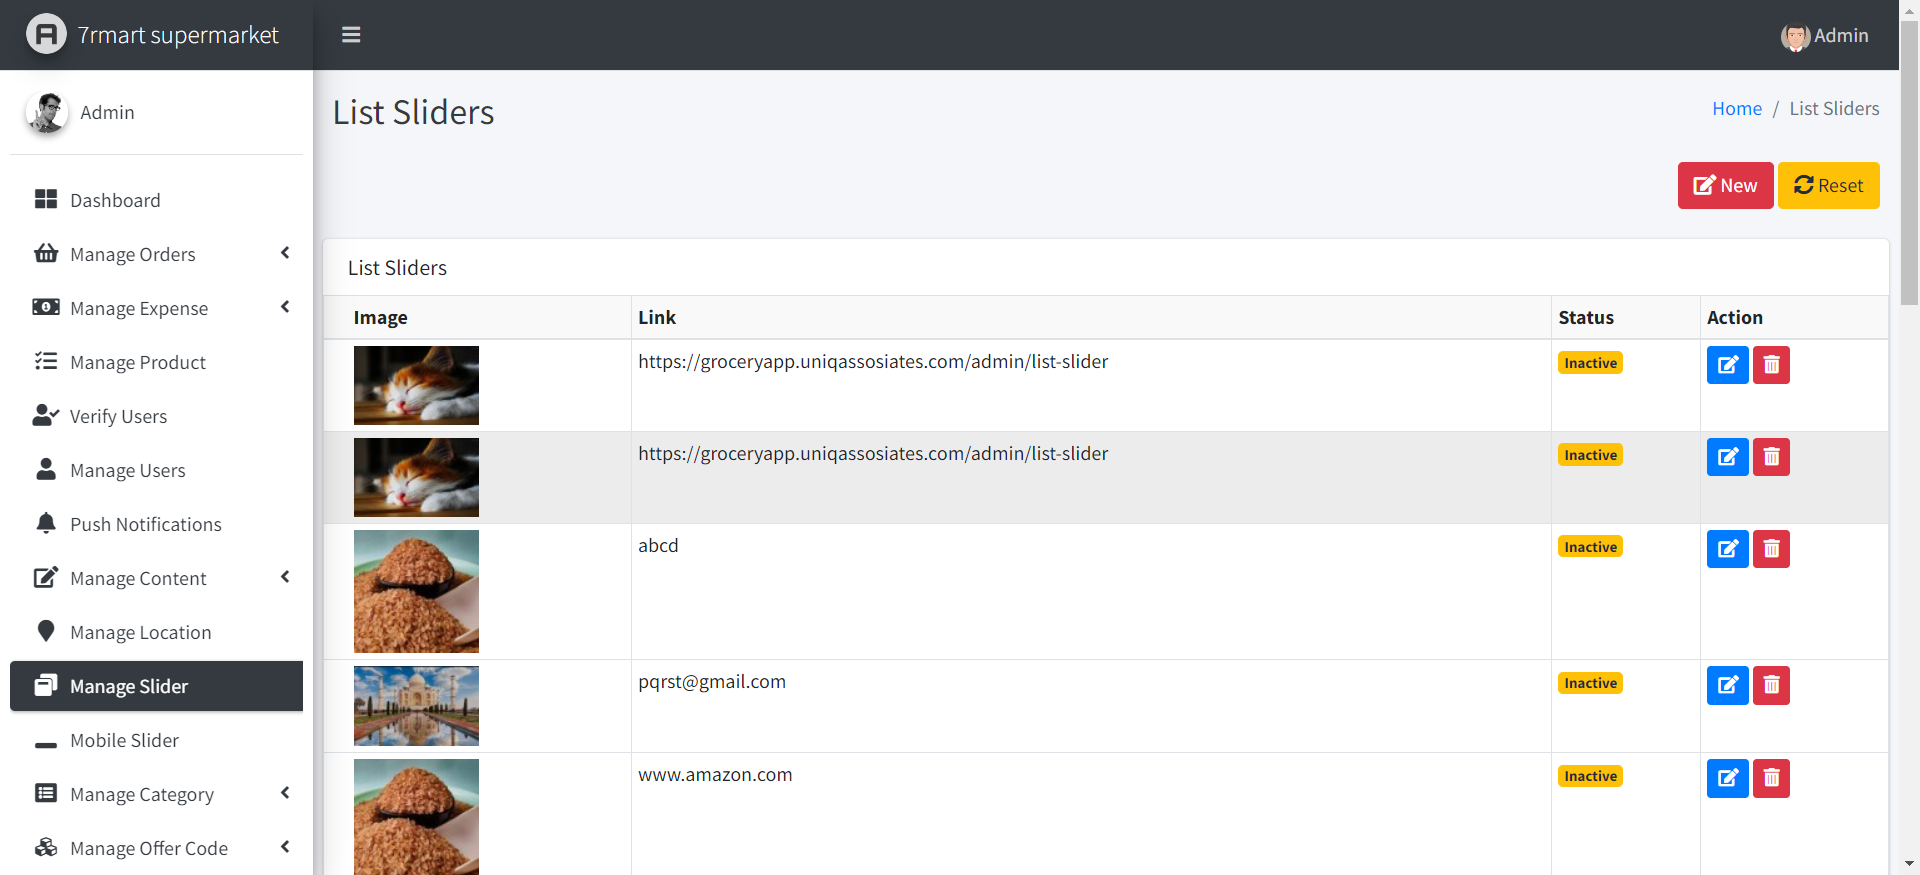 7rmart supermarket
Admin
Admin
List Sliders
Home / List Sliders
New
Reset
Dashboard
Manage Orders
Manage Expense
Manage Product
Verify Users
Manage Users
Push Notifications
Manage Content
Manage Location
Manage Slider
Mobile Slider
Manage Category
Manage Offer Code
List Sliders
Image Link Status Action
https://groceryapp.uniqassosiates.com/admin/list-slider Inactive
https://groceryapp.uniqassosiates.com/admin/list-slider Inactive
abcd Inactive
pqrst@gmail.com Inactive
www.amazon.com Inactive